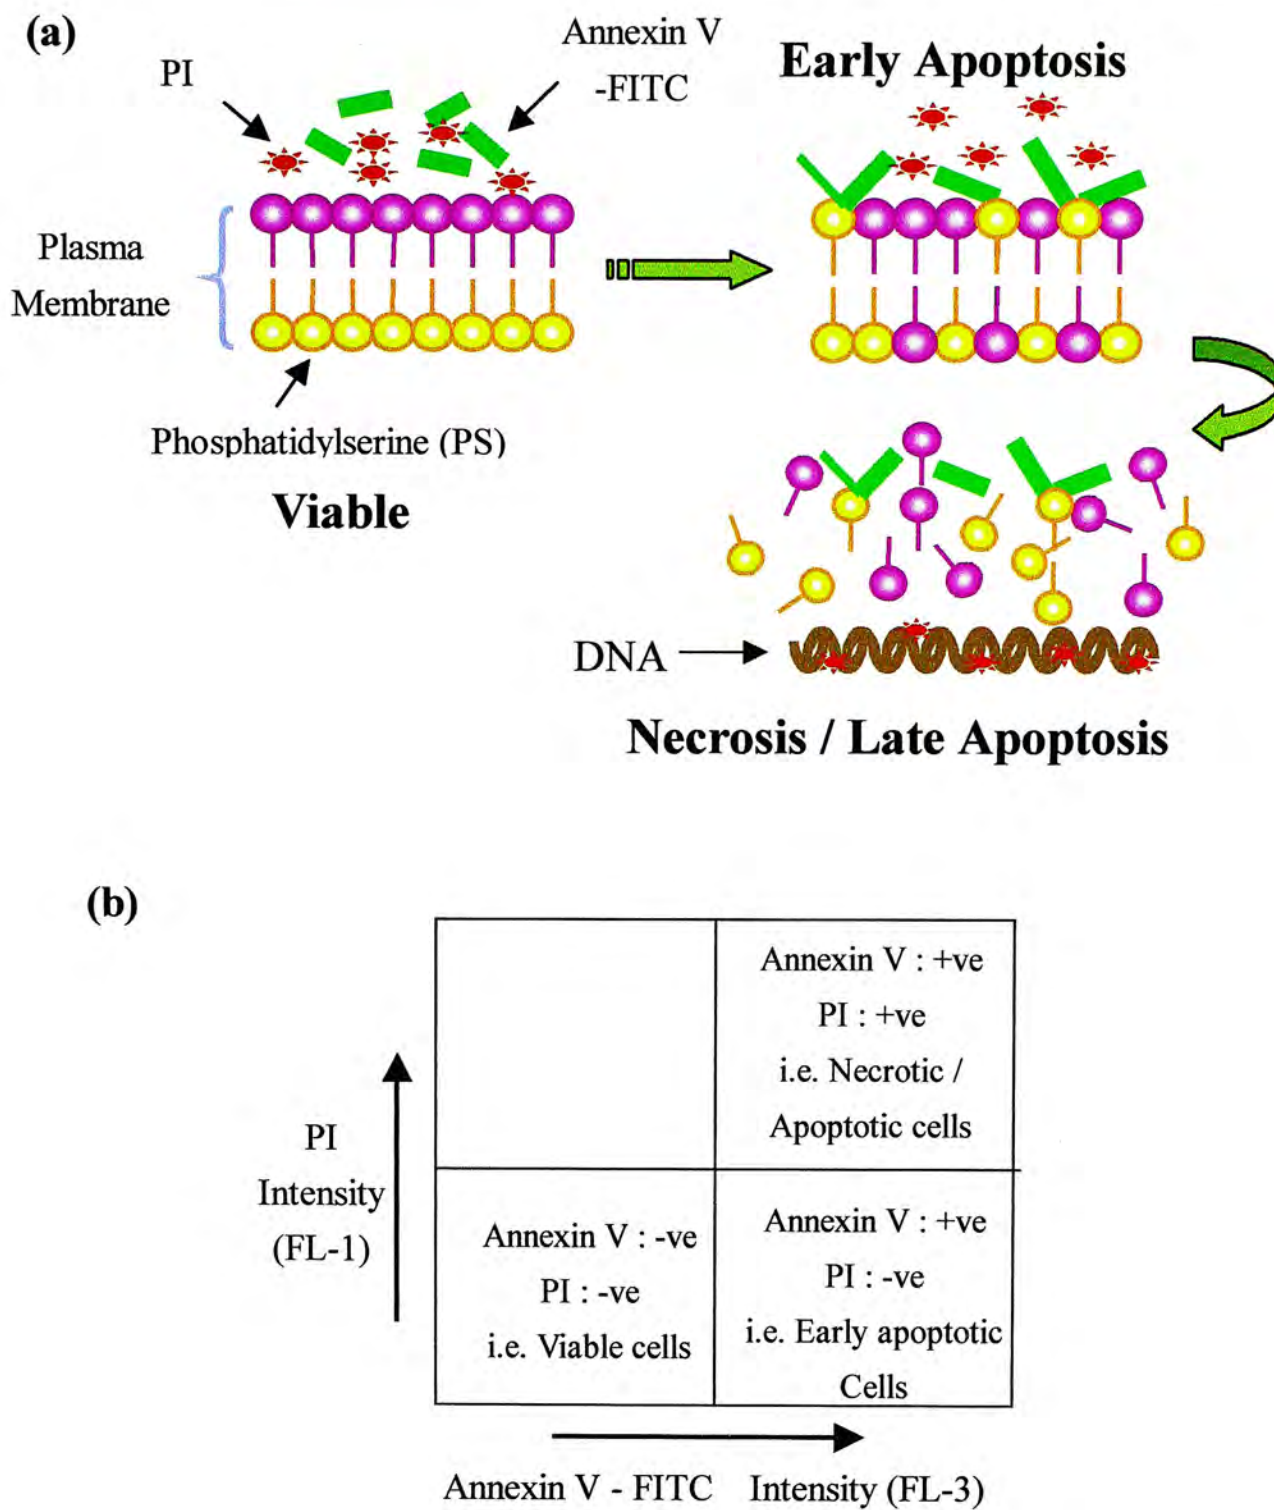 (a)
PI
Annexin V
-FITC
Plasma
Membrane
Phosphatidylserine (PS)
Viable
Early Apoptosis
DNA
Necrosis / Late Apoptosis
(b)
PI
Intensity
(FL-1)
Annexin V : +ve
PI : +ve
i.e. Necrotic /
Apoptotic cells
Annexin V : -ve
PI : -ve
i.e. Viable cells
Annexin V : +ve
PI : -ve
i.e. Early apoptotic
Cells
Annexin V - FITC Intensity (FL-3)